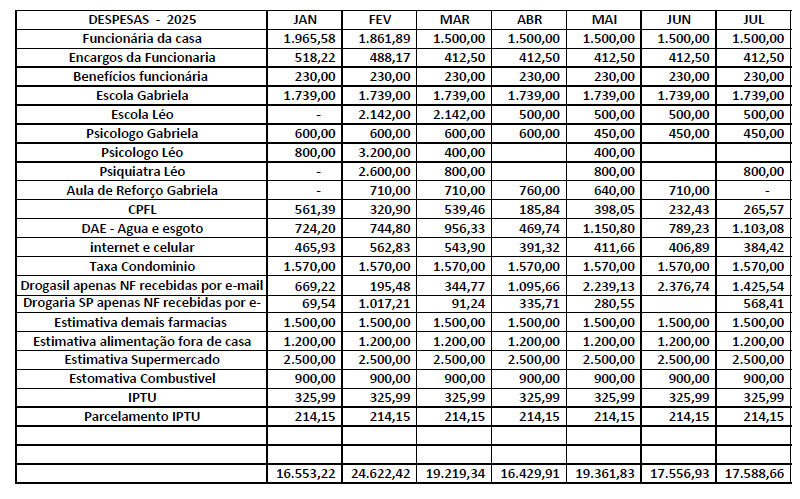 DESPESAS - 2025 JAN FEV MAR ABR MAI JUN JUL
Funcionária da casa 1.965,58 1.861,89 1.500,00 1.500,00 1.500,00 1.500,00 1.500,00
Encargos da Funcionaria 518,22 488,17 412,50 412,50 412,50 412,50 412,50
Benefícios funcionária 230,00 230,00 230,00 230,00 230,00 230,00 230,00
Escola Gabriela 1.739,00 1.739,00 1.739,00 1.739,00 1.739,00 1.739,00 1.739,00
Escola Léo - 2.142,00 2.142,00 500,00 500,00 500,00 500,00
Psicologo Gabriela 600,00 600,00 600,00 600,00 450,00 450,00 450,00
Psicologo Léo 800,00 3.200,00 400,00 400,00
Psiquiatra Léo - 2.600,00 800,00 800,00 800,00
Aula de Reforço Gabriela - 710,00 710,00 760,00 640,00 710,00 -
CPFL 561,39 320,90 539,46 185,84 398,05 232,43 265,57
DAE - Agua e esgoto 724,20 744,80 956,33 469,74 1.150,80 789,23 1.103,08
internet e celular 465,93 562,83 543,90 391,32 411,66 406,89 384,42
Taxa Condominio 1.570,00 1.570,00 1.570,00 1.570,00 1.570,00 1.570,00 1.570,00
Drogasil apenas NF recebidas por e-mail 669,22 195,48 344,77 1.095,66 2.239,13 2.376,74 1.425,54
Drogaria SP apenas NF recebidas por e- 69,54 1.017,21 91,24 335,71 280,55 568,41
Estimativa demais farmacias 1.500,00 1.500,00 1.500,00 1.500,00 1.500,00 1.500,00 1.500,00
Estimativa alimentação fora de casa 1.200,00 1.200,00 1.200,00 1.200,00 1.200,00 1.200,00 1.200,00
Estimativa Supermercado 2.500,00 2.500,00 2.500,00 2.500,00 2.500,00 2.500,00 2.500,00
Estomativa Combustivel 900,00 900,00 900,00 900,00 900,00 900,00 900,00
IPTU 325,99 325,99 325,99 325,99 325,99 325,99 325,99
Parcelamento IPTU 214,15 214,15 214,15 214,15 214,15 214,15 214,15
16.553,22 24.622,42 19.219,34 16.429,91 19.361,83 17.556,93 17.588,66